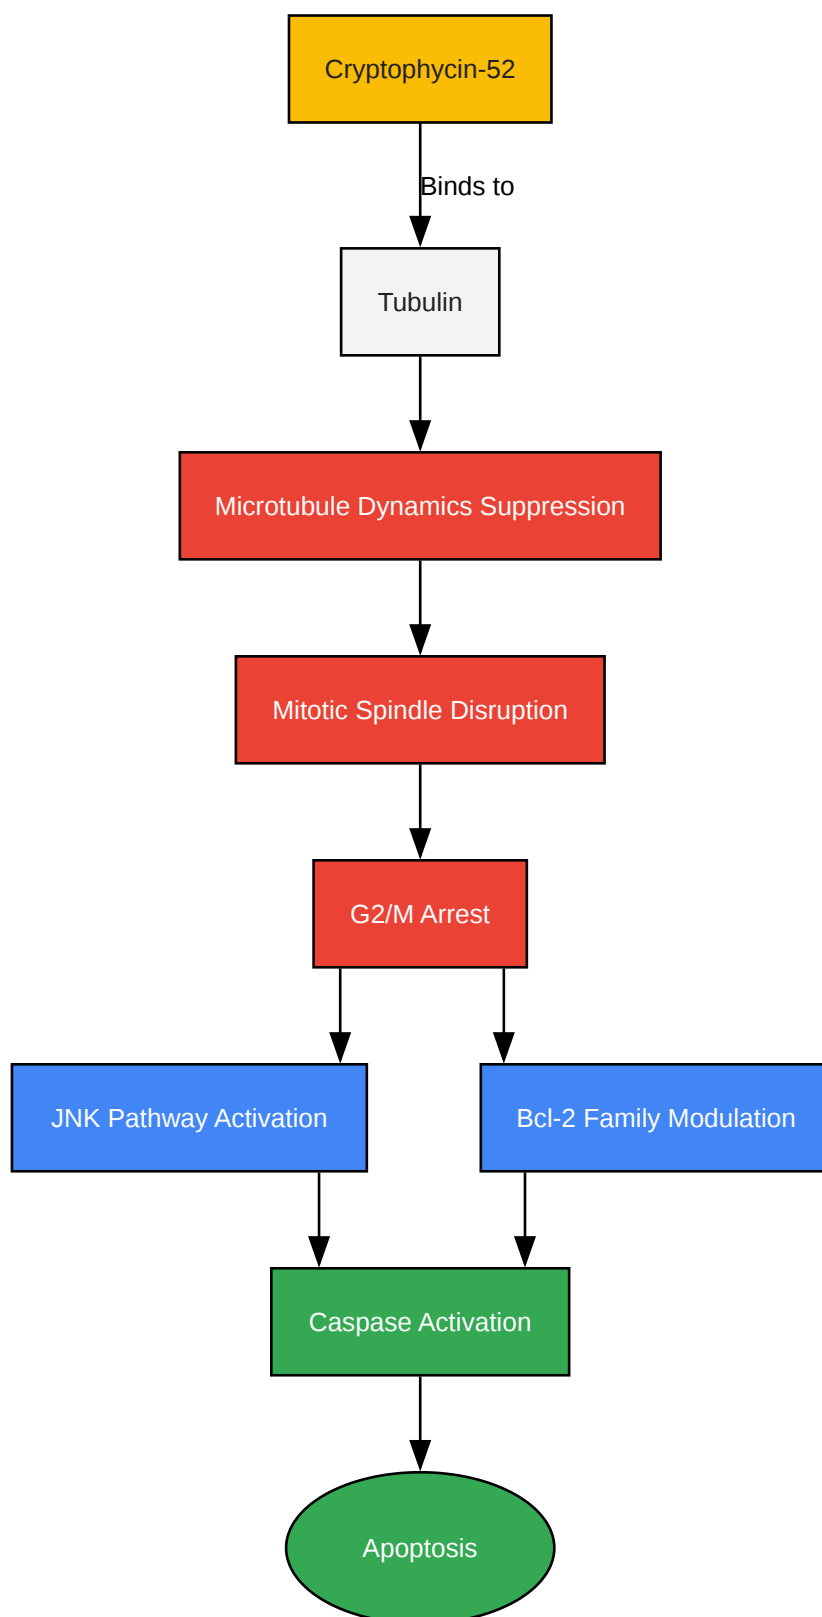 Cryptophycin-52
Binds to
Tubulin
Microtubule Dynamics Suppression
Mitotic Spindle Disruption
G2/M Arrest
JNK Pathway Activation
Bcl-2 Family Modulation
Caspase Activation
Apoptosis